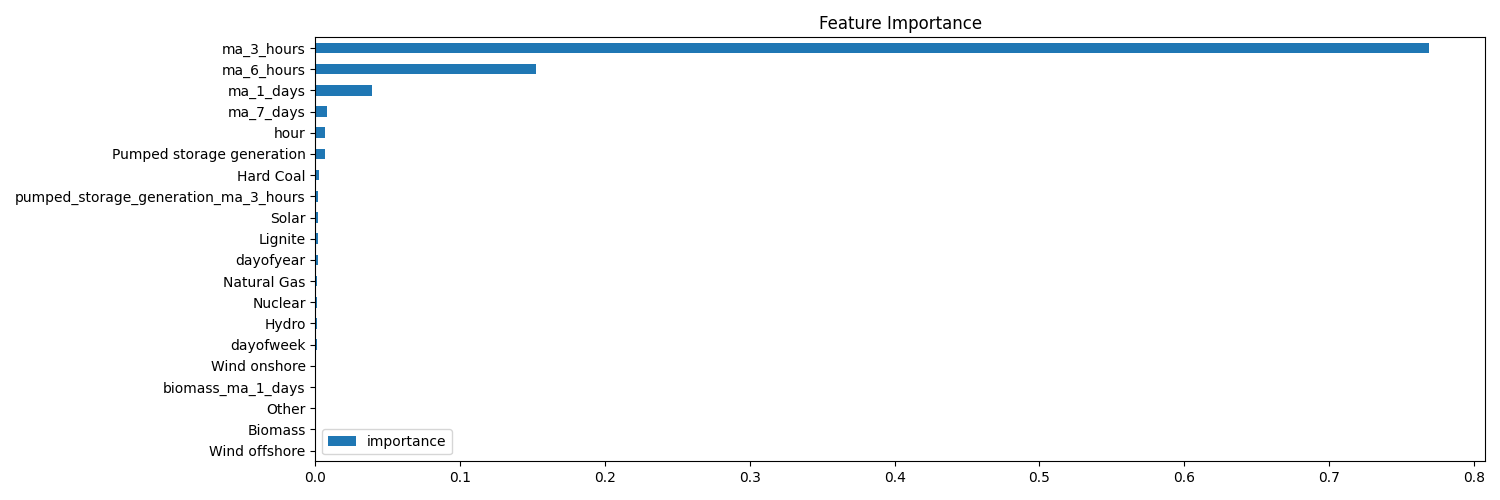 Feature Importance
ma_3_hours
ma_6_hours
ma_1_days
ma_7_days
hour
Pumped storage generation
Hard Coal
pumped_storage_generation_ma_3_hours
Solar
Lignite
dayofyear
Natural Gas
Nuclear
Hydro
dayofweek
Wind onshore
biomass_ma_1_days
Other
Biomass
Wind offshore
importance
0.0 0.1 0.2 0.3 0.4 0.5 0.6 0.7 0.8